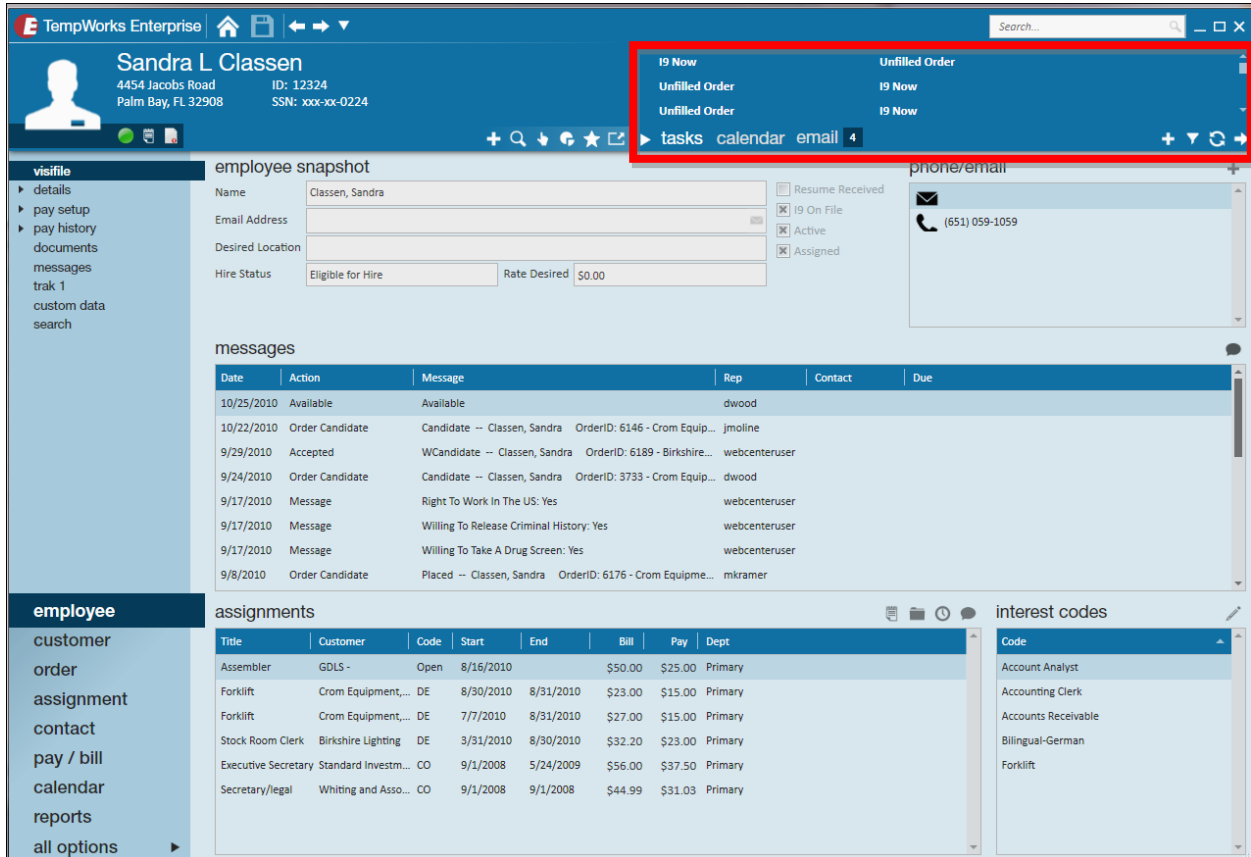 TempWorks Enterprise
Search...
Sandra L Classen
4454 Jacobs Road ID: 12324
Palm Bay, FL 32908 SSN: xxx-xx-0224
I9 Now Unfilled Order
Unfilled Order I9 Now
Unfilled Order I9 Now
tasks calendar email 4
visifile
details
pay setup
pay history
documents
messages
trak 1
custom data
search
employee snapshot
Name Classen, Sandra
Email Address
Desired Location
Hire Status Eligible for Hire Rate Desired $0.00
Resume Received
I9 On File
Active
Assigned
phone/email
(651) 059-1059
messages
Date Action Message Rep Contact Due
10/25/2010 Available Available dwood
10/22/2010 Order Candidate Candidate -- Classen, Sandra OrderID: 6146 - Crom Equip... jmoline
9/29/2010 Accepted WCandidate -- Classen, Sandra OrderID: 6189 - Birkshire... webcenteruser
9/24/2010 Order Candidate Candidate -- Classen, Sandra OrderID: 3733 - Crom Equip... dwood
9/17/2010 Message Right To Work In The US: Yes webcenteruser
9/17/2010 Message Willing To Release Criminal History: Yes webcenteruser
9/17/2010 Message Willing To Take A Drug Screen: Yes webcenteruser
9/8/2010 Order Candidate Placed -- Classen, Sandra OrderID: 6176 - Crom Equipme... mkramer
employee
customer
order
assignment
contact
pay / bill
calendar
reports
all options
assignments
Title Customer Code Start End Bill Pay Dept
Assembler GDLS - Open 8/16/2010 $50.00 $25.00 Primary
Forklift Crom Equipment,... DE 8/30/2010 8/31/2010 $23.00 $15.00 Primary
Forklift Crom Equipment,... DE 7/7/2010 8/31/2010 $27.00 $15.00 Primary
Stock Room Clerk Birkshire Lighting DE 3/31/2010 8/30/2010 $32.20 $23.00 Primary
Executive Secretary Standard Investm... CO 9/1/2008 5/24/2009 $56.00 $37.50 Primary
Secretary/legal Whiting and Asso... CO 9/1/2008 9/1/2008 $44.99 $31.03 Primary
interest codes
Code
Account Analyst
Accounting Clerk
Accounts Receivable
Bilingual-German
Forklift